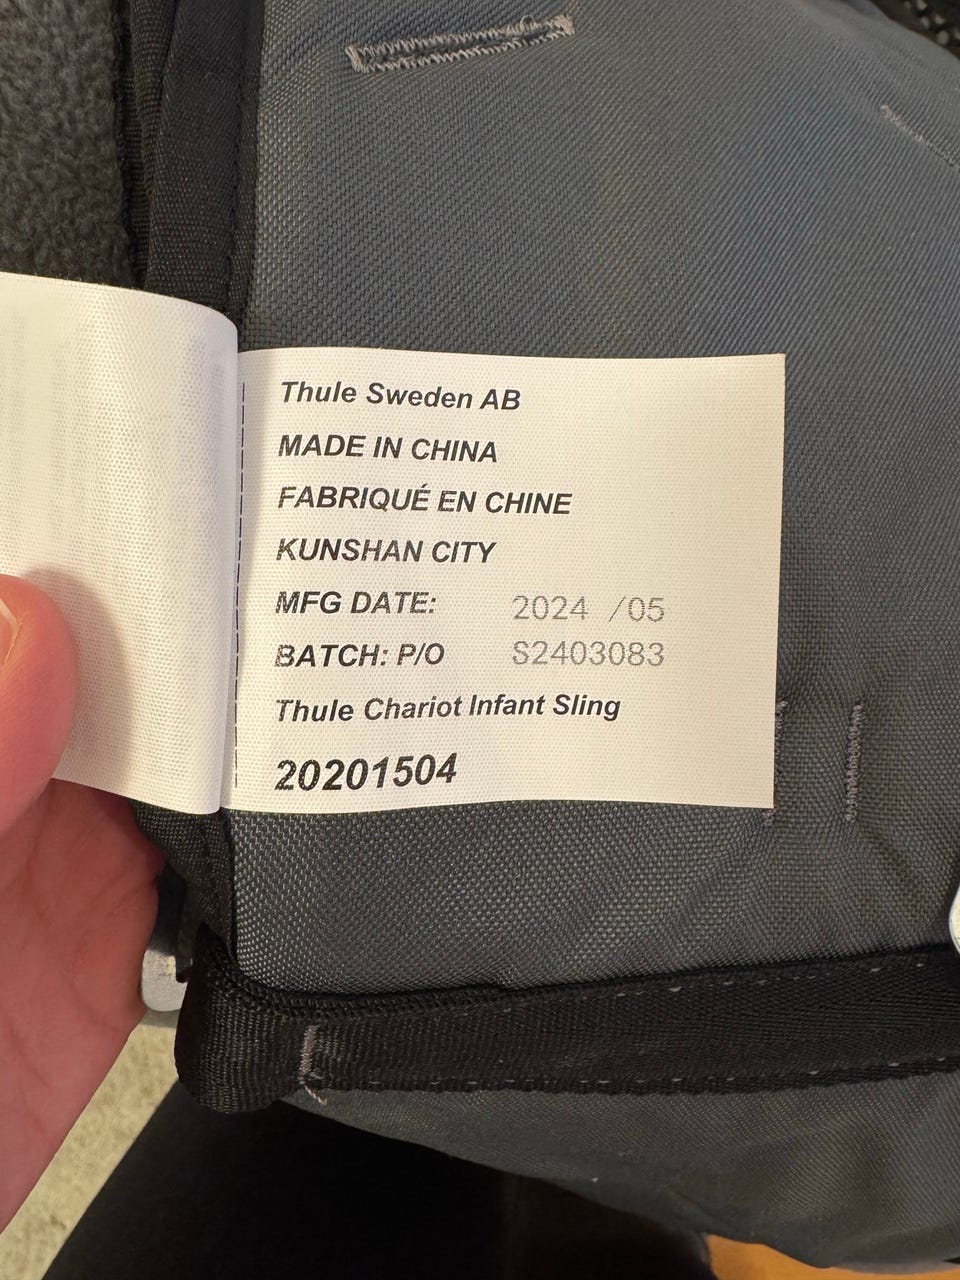 Thule Sweden AB
MADE IN CHINA
FABRIQUÉ EN CHINE
KUNSHAN CITY
MFG DATE: 2024 /05
BATCH: P/O S2403083
Thule Chariot Infant Sling
20201504